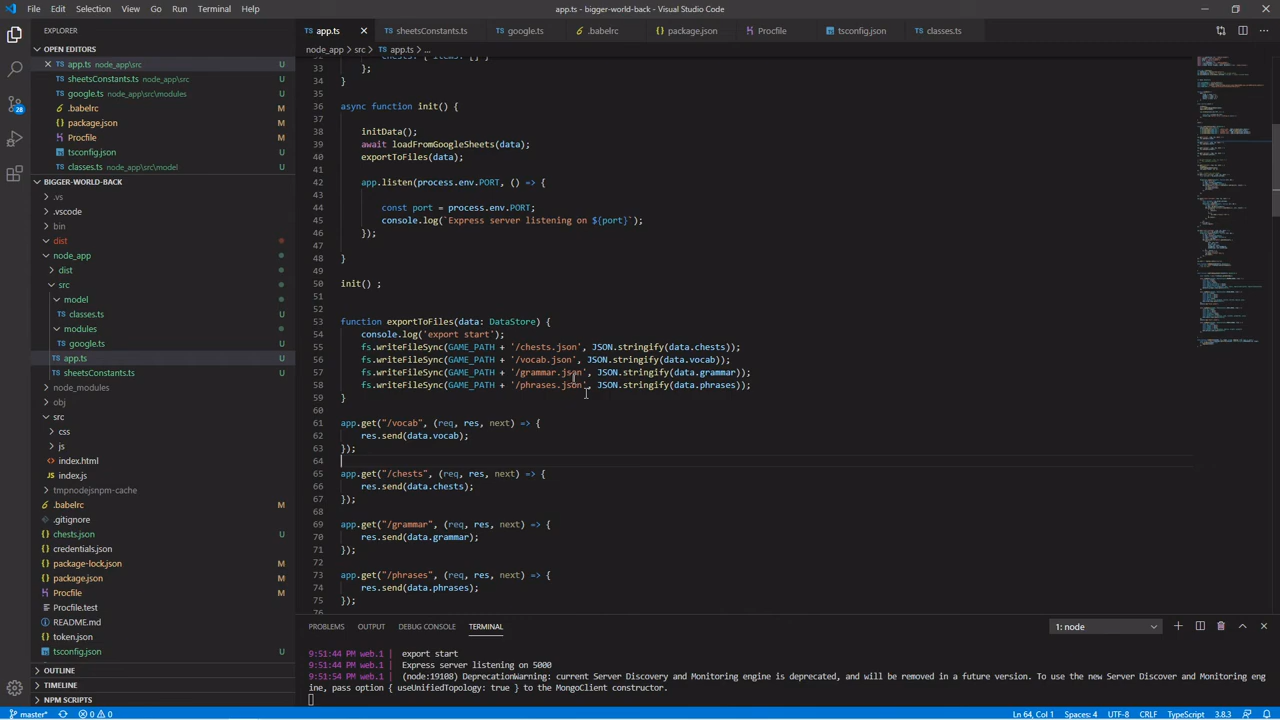 File Edit Selection View Go Run Terminal Help
app.ts - bigger-world-back - Visual Studio Code
EXPLORER
app.ts sheetsConstants.ts google.ts .babelrc package.json Procfile tsconfig.json classes.ts
OPEN EDITORS
app.ts node_app\src
sheetsConstants.ts node_app\src
google.ts node_app\src\modules
.babelrc M
package.json M
Procfile M
tsconfig.json U
classes.ts node_app\src\model U
BIGGER-WORLD-BACK
.vs
.vscode
bin
dist
node_app
dist
src
model
classes.ts U
modules
google.ts U
app.ts U
sheetsConstants.ts U
node_modules
obj
src
css
js
index.html
index.js
tmpnodejsnpm-cache
.babelrc M
.gitignore
chests.json U
credentials.json
package-lock.json M
package.json M
Procfile M
Procfile.test
README.md
token.json
tsconfig.json U
OUTLINE
TIMELINE
NPM SCRIPTS
node_app > src > app.ts > ...
33 };
34 }
35
36 async function init() {
37
38 initData();
39 await loadFromGoogleSheets(data);
40 exportToFiles(data);
41
42 app.listen(process.env.PORT, () => {
43
44 const port = process.env.PORT;
45 console.log(`Express server listening on ${port}`);
46 });
47
48 }
49
50 init() ;
51
52
53 function exportToFiles(data: DataStore) {
54 console.log('export start');
55 fs.writeFileSync(GAME_PATH + '/chests.json', JSON.stringify(data.chests));
56 fs.writeFileSync(GAME_PATH + '/vocab.json', JSON.stringify(data.vocab));
57 fs.writeFileSync(GAME_PATH + '/grammar.json', JSON.stringify(data.grammar));
58 fs.writeFileSync(GAME_PATH + '/phrases.json', JSON.stringify(data.phrases));
59 }
60
61 app.get("/vocab", (req, res, next) => {
62 res.send(data.vocab);
63 });
64
65 app.get("/chests", (req, res, next) => {
66 res.send(data.chests);
67 });
68
69 app.get("/grammar", (req, res, next) => {
70 res.send(data.grammar);
71 });
72
73 app.get("/phrases", (req, res, next) => {
74 res.send(data.phrases);
75 });
PROBLEMS OUTPUT DEBUG CONSOLE TERMINAL
1: node
9:51:44 PM web.1 | export start
9:51:44 PM web.1 | Express server listening on 5000
9:51:54 PM web.1 | (node:19108) DeprecationWarning: current Server Discovery and Monitoring engine is deprecated, and will be removed in a future version. To use the new Server Discover and Monitoring eng
ine, pass option { useUnifiedTopology: true } to the MongoClient constructor.
28
master* 0 0
Ln 64, Col 1 Spaces: 4 UTF-8 CRLF TypeScript 3.8.3